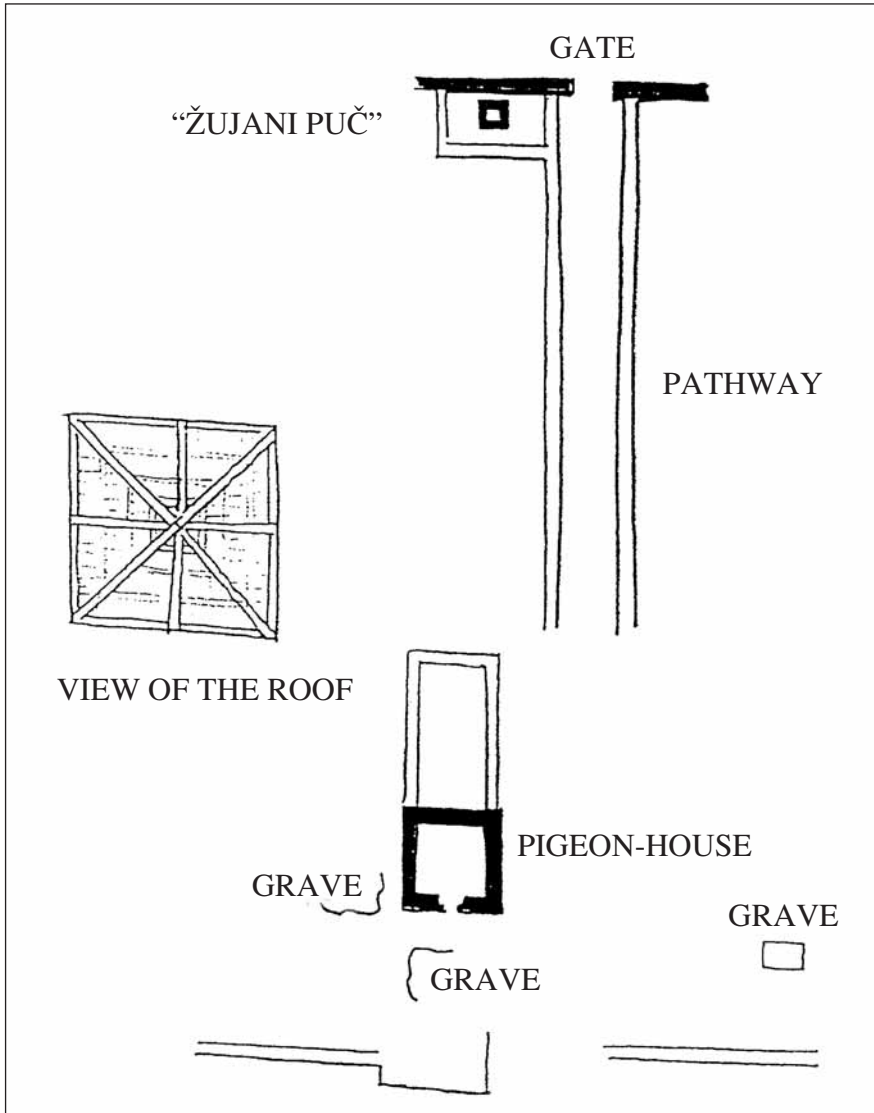 GATE
“ŽUJANI PUČ”
PATHWAY
VIEW OF THE ROOF
PIGEON-HOUSE
GRAVE
GRAVE
GRAVE